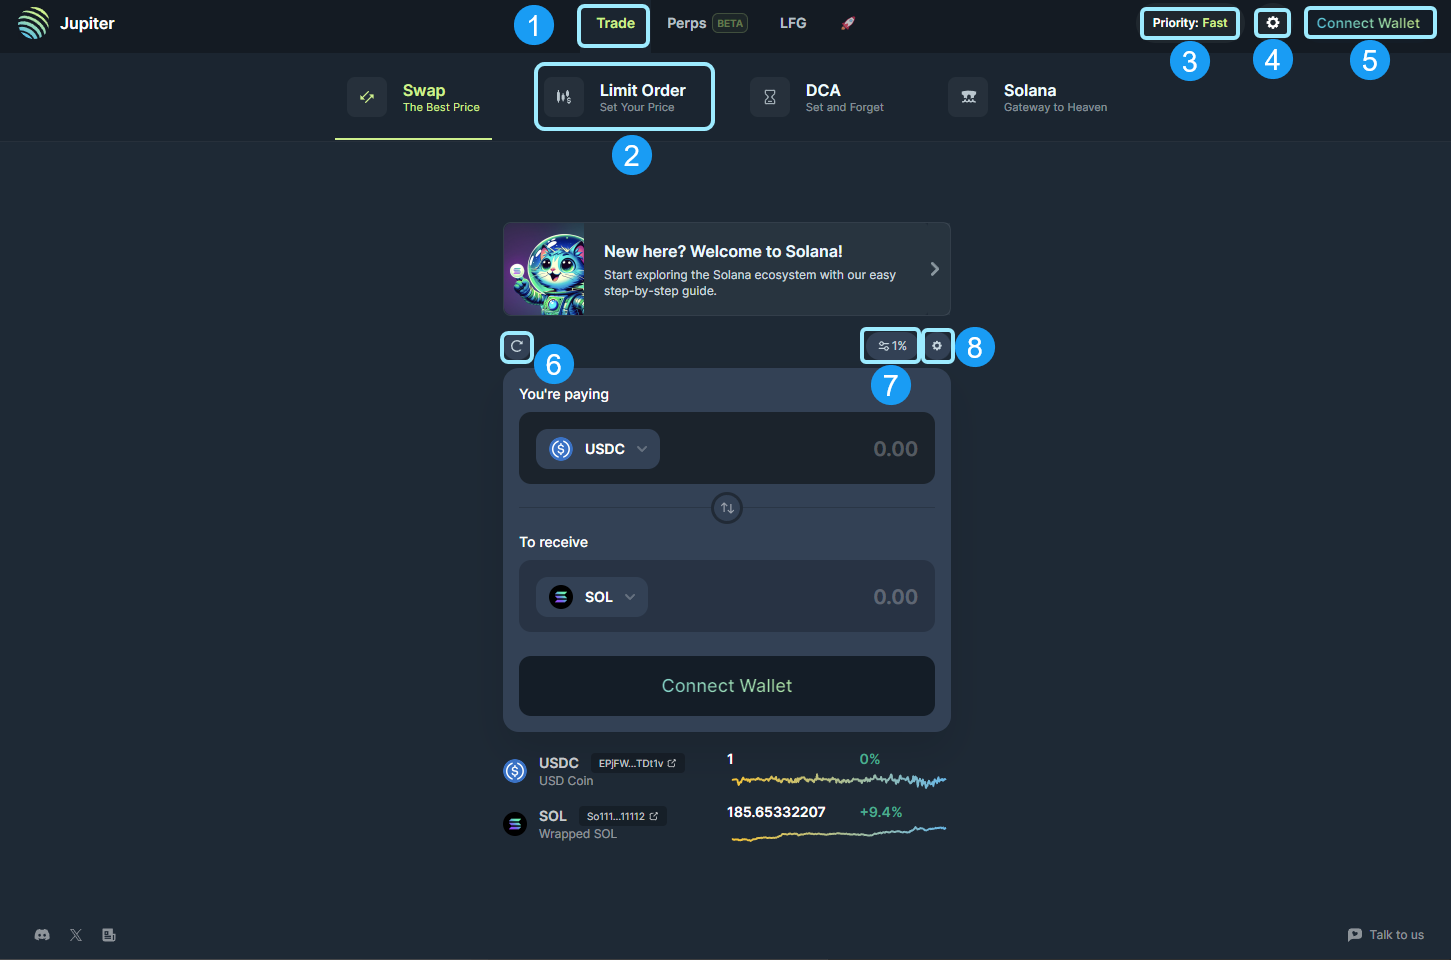 Jupiter
1
Trade
Perps BETA
LFG
Priority: Fast
Connect Wallet
3
4
5
Swap
The Best Price
Limit Order
Set Your Price
DCA
Set and Forget
Solana
Gateway to Heaven
2
New here? Welcome to Solana!
Start exploring the Solana ecosystem with our easy
step-by-step guide.
6
1%
8
7
You're paying
USDC
0.00
To receive
SOL
0.00
Connect Wallet
USDC EPjFW...TDt1v
USD Coin
1
0%
SOL So111...11112
Wrapped SOL
185.65332207
+9.4%
Talk to us